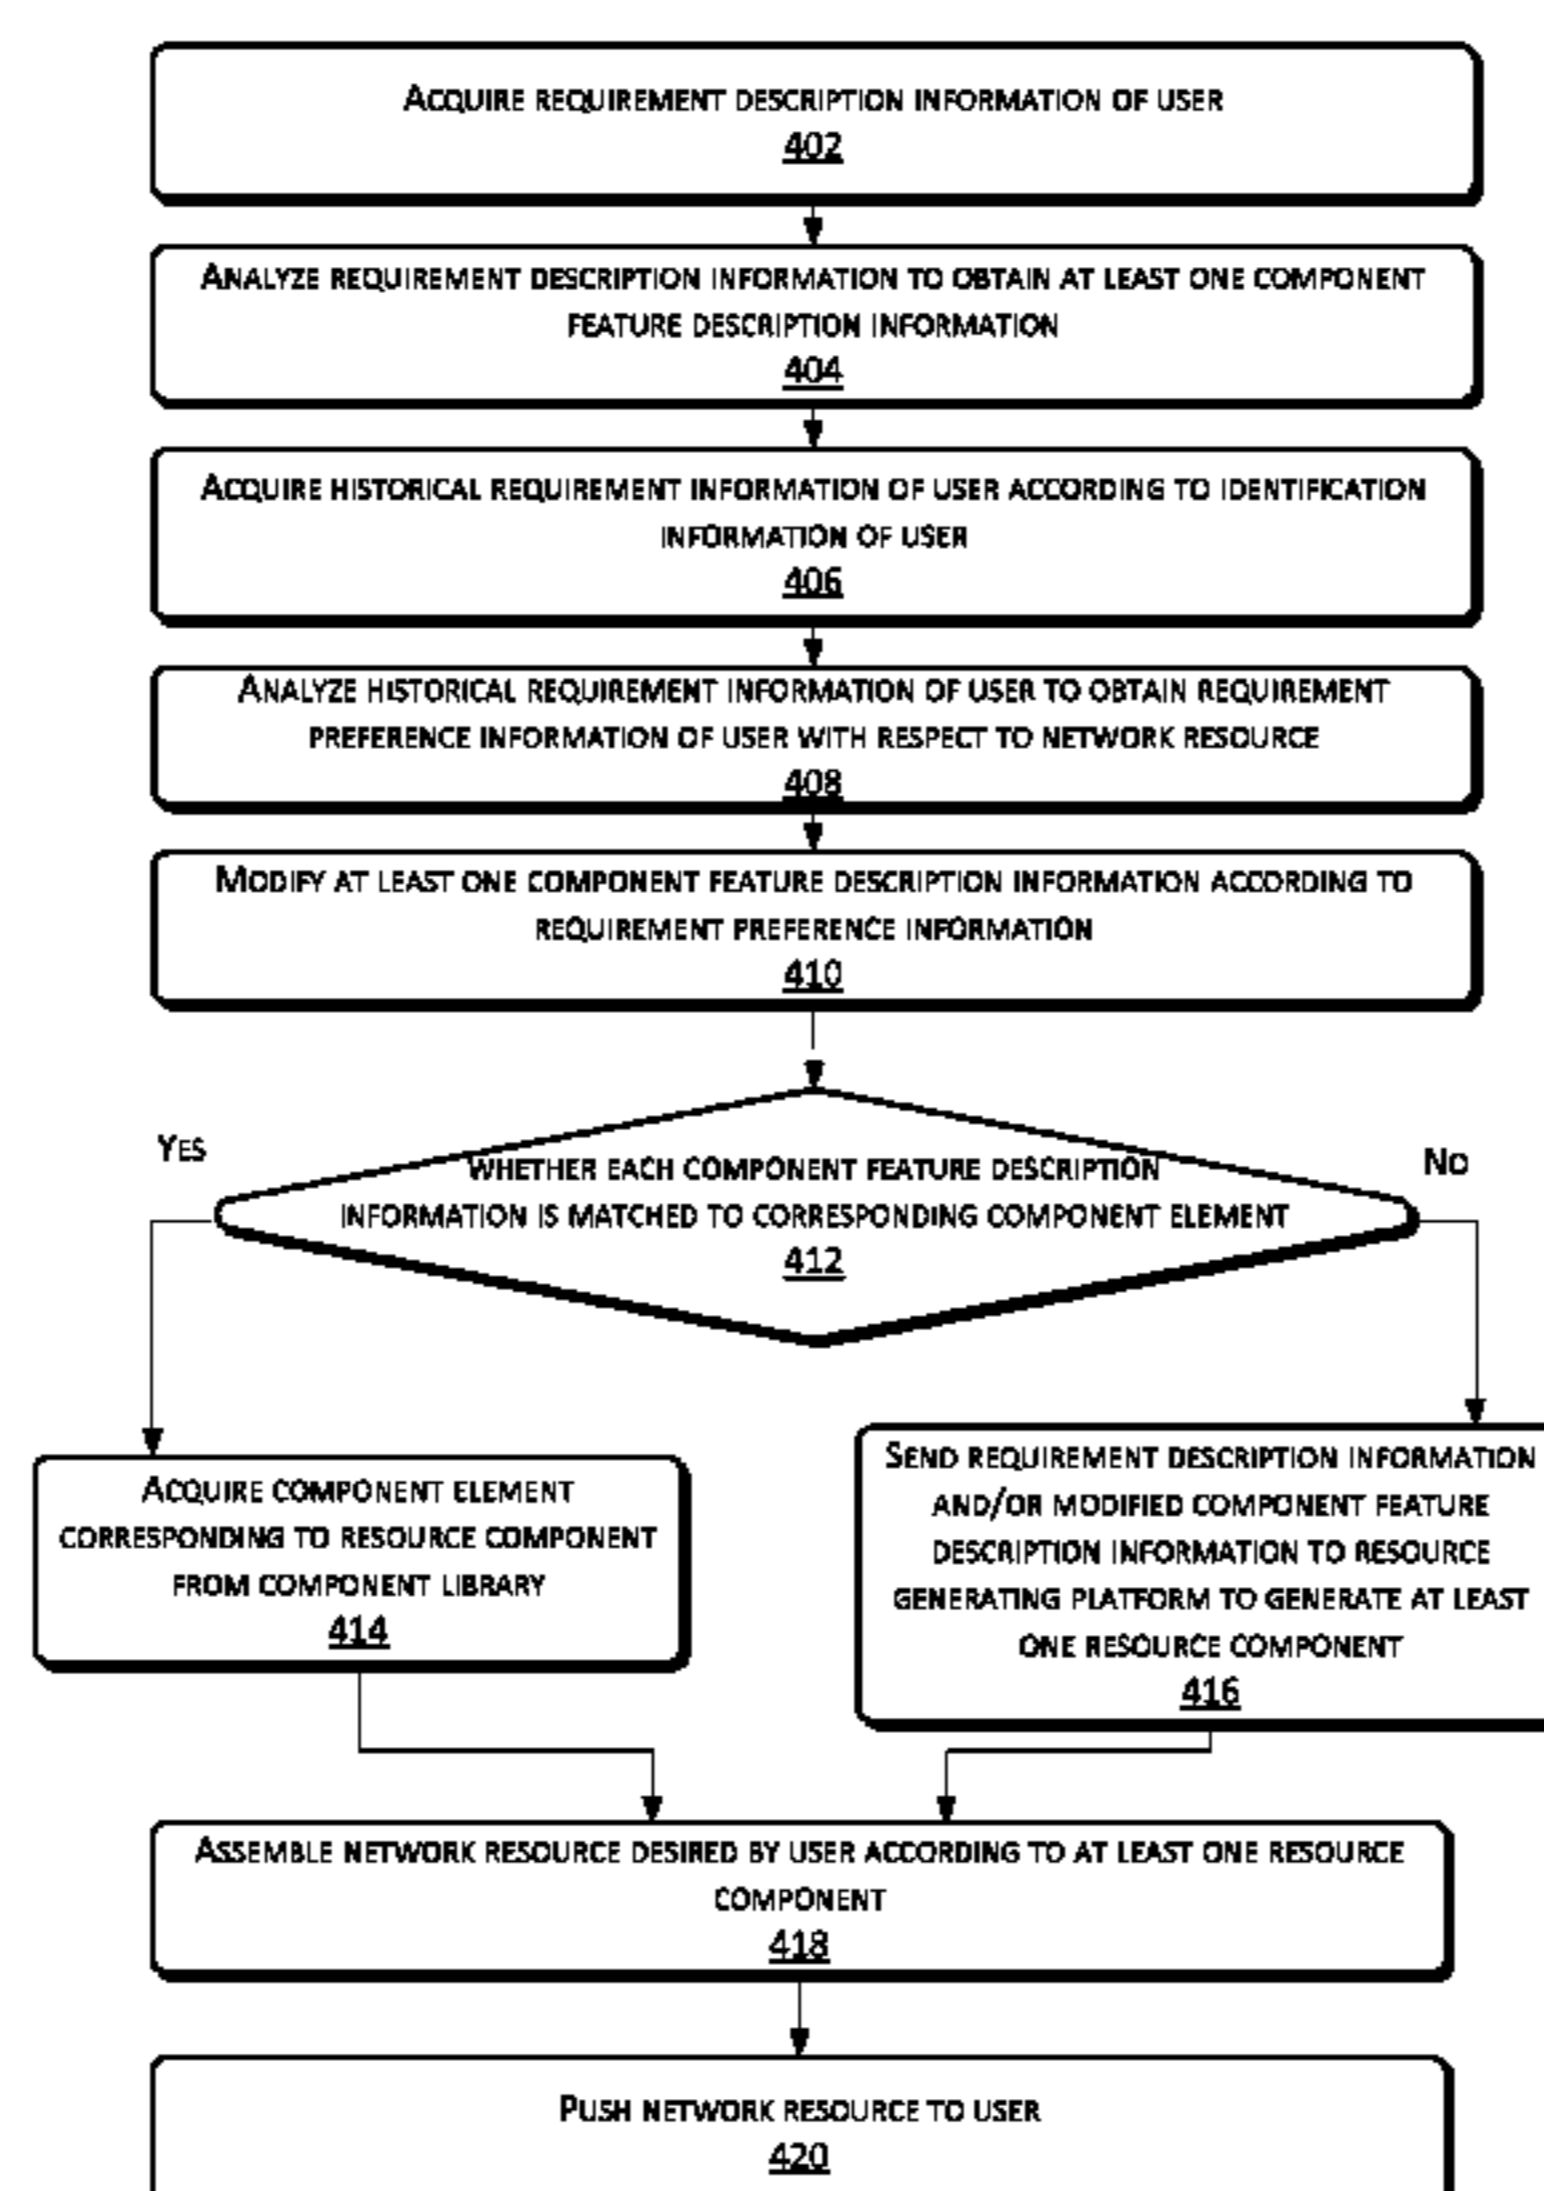 ACQUIRE REQUIREMENT DESCRIPTION INFORMATION OF USER
402
ANALYZE REQUIREMENT DESCRIPTION INFORMATION TO OBTAIN AT LEAST ONE COMPONENT
FEATURE DESCRIPTION INFORMATION
404
ACQUIRE HISTORICAL REQUIREMENT INFORMATION OF USER ACCORDING TO IDENTIFICATION
INFORMATION OF USER
406
ANALYZE HISTORICAL REQUIREMENT INFORMATION OF USER TO OBTAIN REQUIREMENT
PREFERENCE INFORMATION OF USER WITH RESPECT TO NETWORK RESOURCE
408
MODIFY AT LEAST ONE COMPONENT FEATURE DESCRIPTION INFORMATION ACCORDING TO
REQUIREMENT PREFERENCE INFORMATION
410
YES
NO
WHETHER EACH COMPONENT FEATURE DESCRIPTION
INFORMATION IS MATCHED TO CORRESPONDING COMPONENT ELEMENT
412
ACQUIRE COMPONENT ELEMENT
CORRESPONDING TO RESOURCE COMPONENT
FROM COMPONENT LIBRARY
414
SEND REQUIREMENT DESCRIPTION INFORMATION
AND/OR MODIFIED COMPONENT FEATURE
DESCRIPTION INFORMATION TO RESOURCE
GENERATING PLATFORM TO GENERATE AT LEAST
ONE RESOURCE COMPONENT
416
ASSEMBLE NETWORK RESOURCE DESIRED BY USER ACCORDING TO AT LEAST ONE RESOURCE
COMPONENT
418
PUSH NETWORK RESOURCE TO USER
420